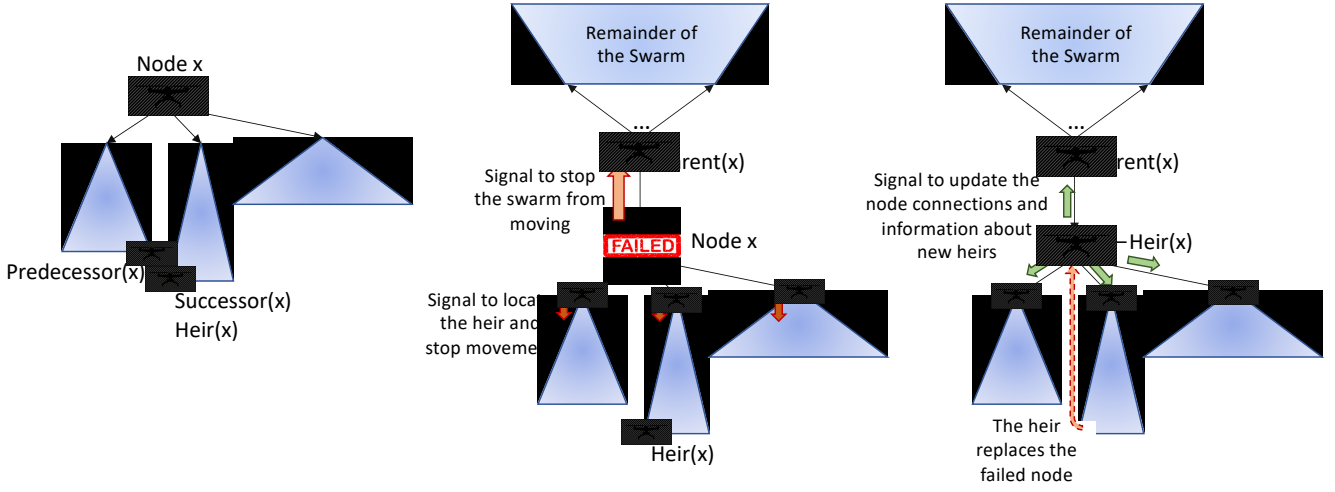 Node x
Predecessor(x)
Successor(x)
Heir(x)
Remainder of
the Swarm
...
rent(x)
Signal to stop
the swarm from
moving
FAILED
Node x
Signal to locat
the heir and
stop moveme
Heir(x)
Remainder of
the Swarm
...
rent(x)
Signal to update the
node connections and
information about
new heirs
Heir(x)
The heir
replaces the
failed node